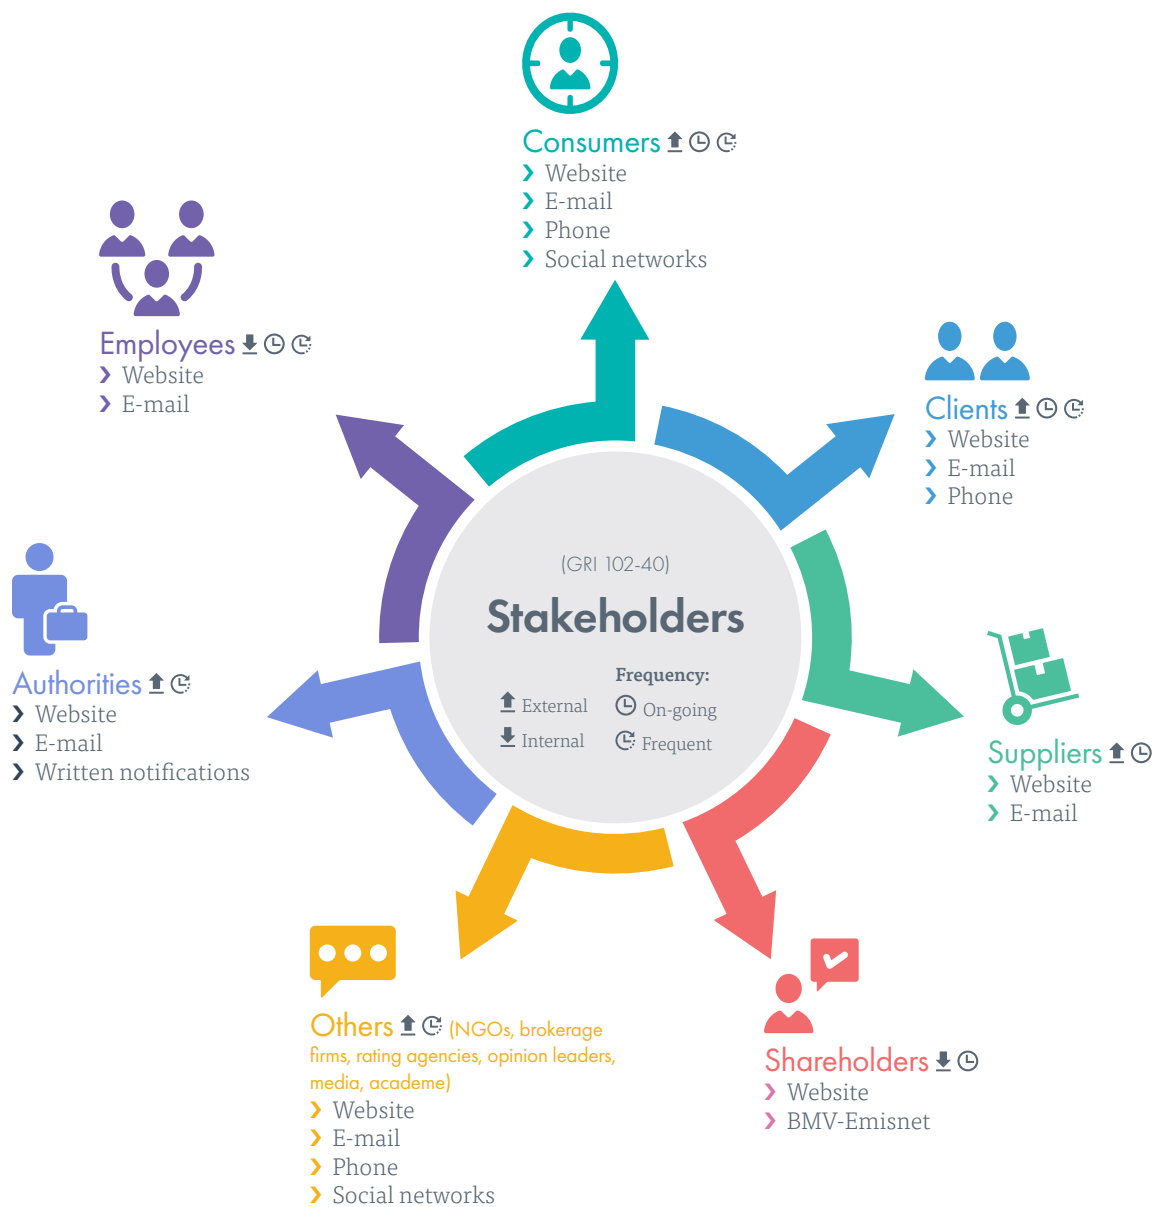 Consumers
Website
E-mail
Phone
Social networks
Employees
Website
E-mail
Clients
Website
E-mail
Phone
(GRI 102-40)
Stakeholders
Frequency:
External
On-going
Internal
Frequent
Authorities
Website
E-mail
Written notifications
Suppliers
Website
E-mail
Others (NGOs, brokerage
firms, rating agencies, opinion leaders,
media, academe)
Website
E-mail
Phone
Social networks
Shareholders
Website
BMV-Emisnet